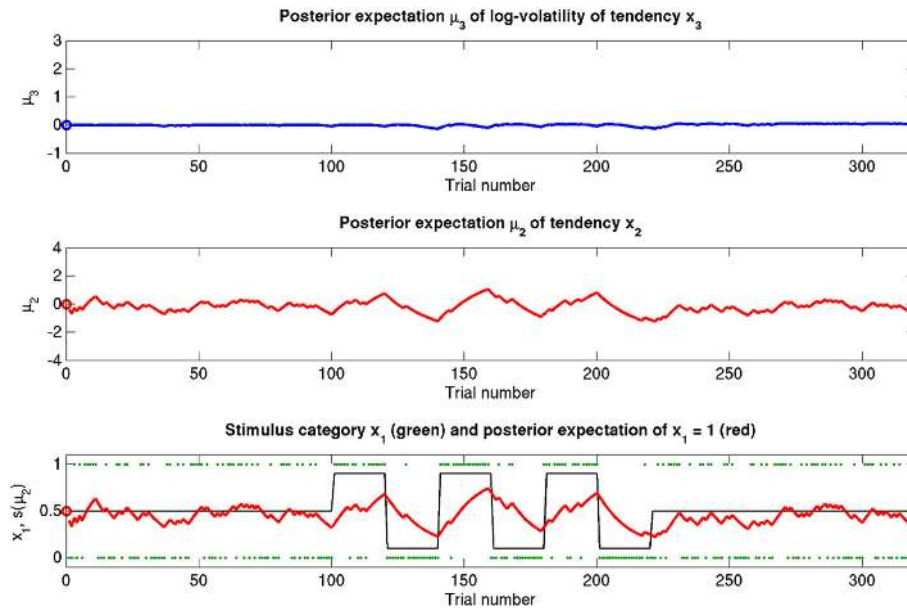 Posterior expectation μ₃ of log-volatility of tendency x₃
3
2
1
0
-1
μ₃
0 50 100 150 200 250 300
Trial number
Posterior expectation μ₂ of tendency x₂
4
2
0
-2
-4
μ₂
0 50 100 150 200 250 300
Trial number
Stimulus category x₁ (green) and posterior expectation of x₁ = 1 (red)
1
0.5
0
x₁, s(μ₂)
0 50 100 150 200 250 300
Trial number